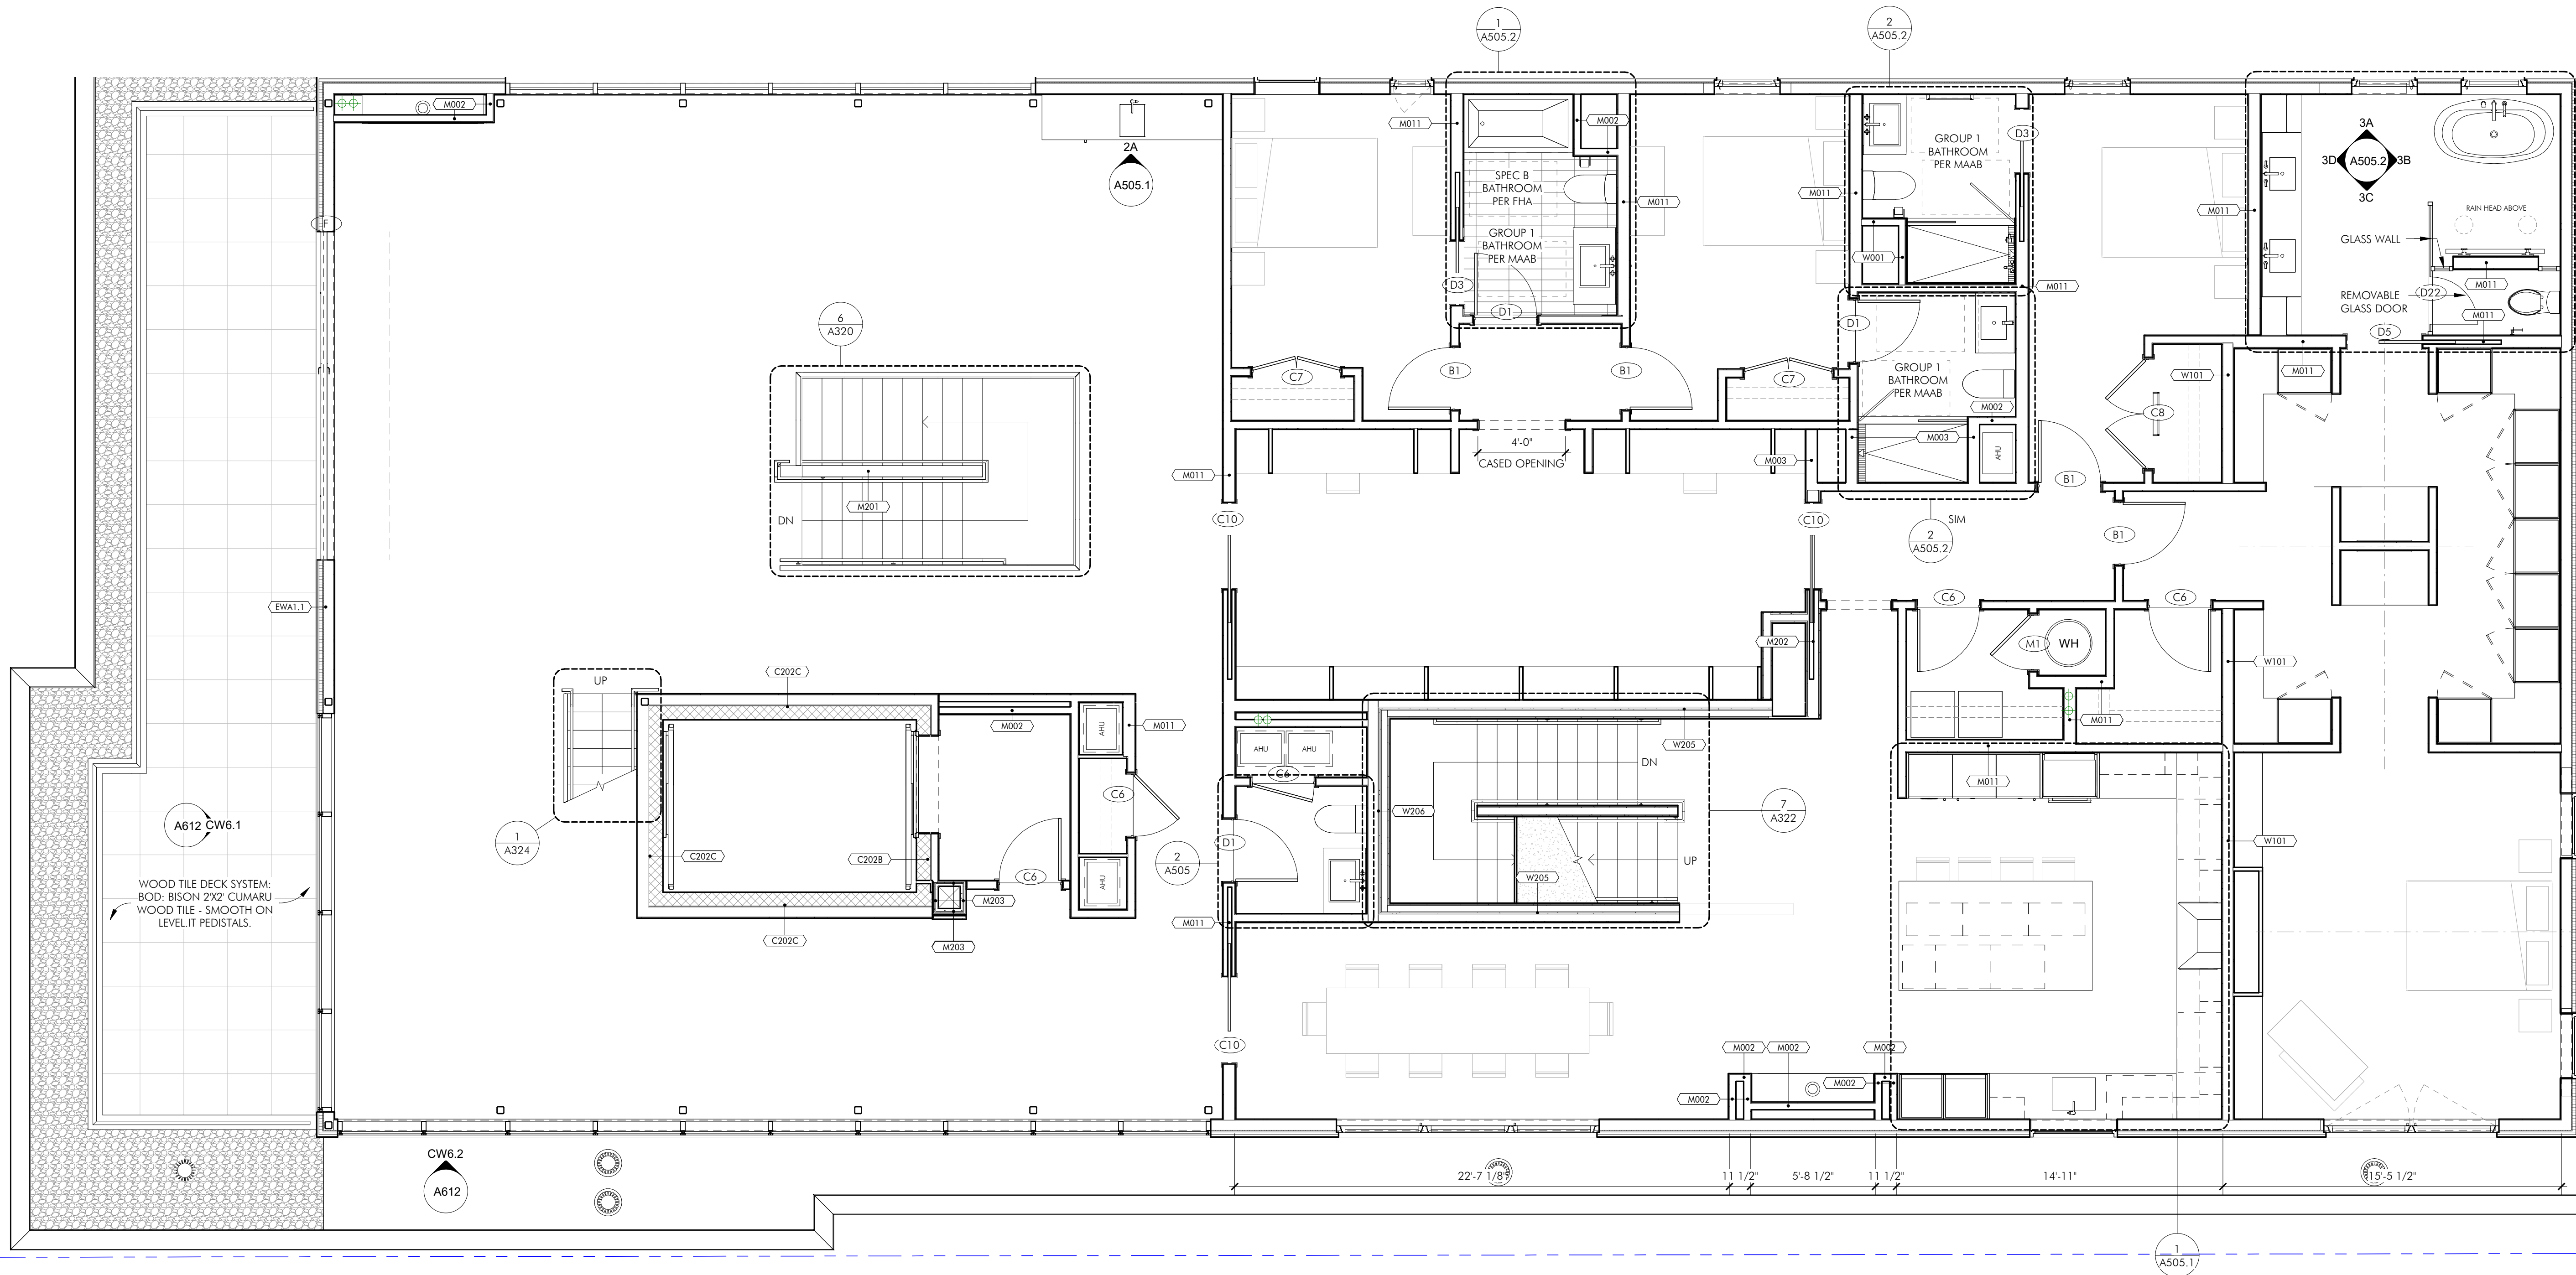 1
A505.2
2
A505.2
M002
2A
A505.1
M011
M002
SPEC B
BATHROOM
PER FHA
GROUP 1
BATHROOM
PER MAAB
M011
D3
D1
GROUP 1
BATHROOM
PER MAAB
D3
M011
W001
M011
3A
3D
A505.2
3B
3C
M011
RAIN HEAD ABOVE
GLASS WALL
M011
REMOVABLE
GLASS DOOR
D22
M011
D5
F
6
A320
M201
DN
C7
B1
B1
C7
D1
GROUP 1
BATHROOM
PER MAAB
M002
M003
AHU
W101
M011
C8
4'-0"
CASED OPENING
M011
M003
B1
C10
C10
SIM
2
A505.2
B1
EWA1.1
C6
C6
M202
M1
WH
W101
M011
UP
C202C
M002
AHU
M011
AHU
AHU
C6
W205
DN
M011
1
A324
C202C
C202B
C6
C6
AHU
M203
M203
C202C
2
A505
D1
M011
W206
7
A322
UP
W205
W101
A612
CW6.1
WOOD TILE DECK SYSTEM:
BOD: BISON 2'X2' CUMARU
WOOD TILE - SMOOTH ON
LEVEL.IT PEDISTALS.
C10
M002
M002
M002
M002
M002
CW6.2
A612
22'-7 1/8"
11 1/2"
5'-8 1/2"
11 1/2"
14'-11"
15'-5 1/2"
1
A505.1